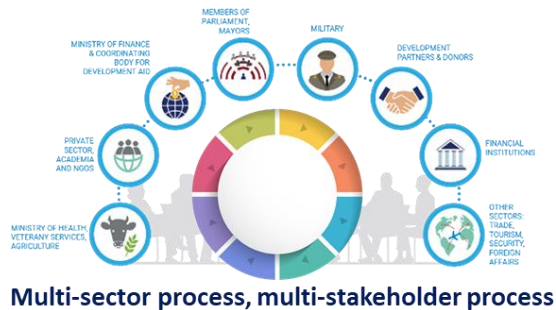 MEMBERS OF
PARLIAMENT,
MAYORS
MILITARY
MINISTRY OF FINANCE
& COORDINATING
BODY FOR
DEVELOPMENT AID
DEVELOPMENT
PARTNERS & DONORS
PRIVATE
SECTOR,
ACADEMIA
AND NGOS
FINANCIAL
INSTITUTIONS
MINISTRY OF HEALTH,
VETERANY SERVICES,
AGRICULTURE
OTHER
SECTORS:
TRADE,
TOURISM,
SECURITY,
FOREIGN
AFFAIRS
Multi-sector process, multi-stakeholder process